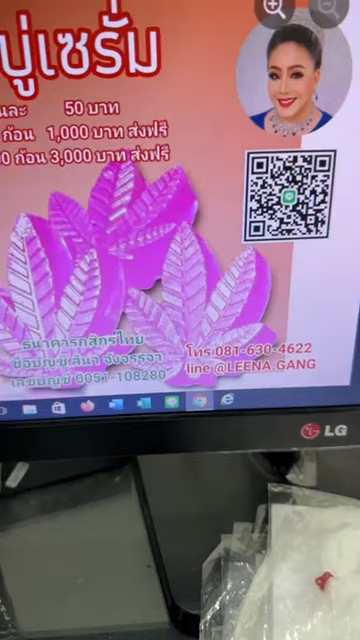 ปู่เซรั่ม
นละ 50 บาท
ก้อน 1,000 บาท ส่งฟรี
0 ก้อน 3,000 บาท ส่งฟรี
ธนาคารกสิกรไทย
ชื่อบัญชี ลีนา จังจรรจา
เลขบัญชี 0051-108280
โทร 081-630-4622
line @LEENA.GANG
LG